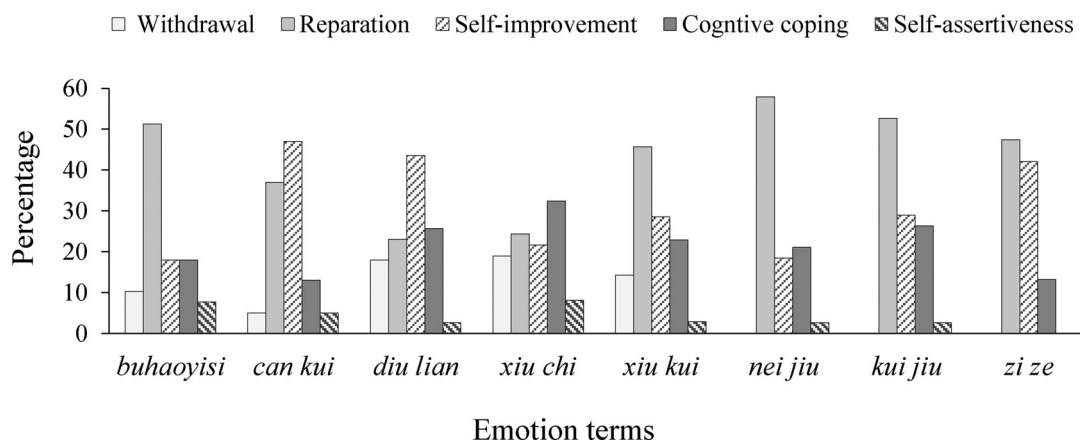 Withdrawal Reparation Self-improvement Cogntive coping Self-assertiveness
60
50
40
30
20
10
0
Percentage
buhaoyisi can kui diu lian xiu chi xiu kui nei jiu kui jiu zi ze
Emotion terms